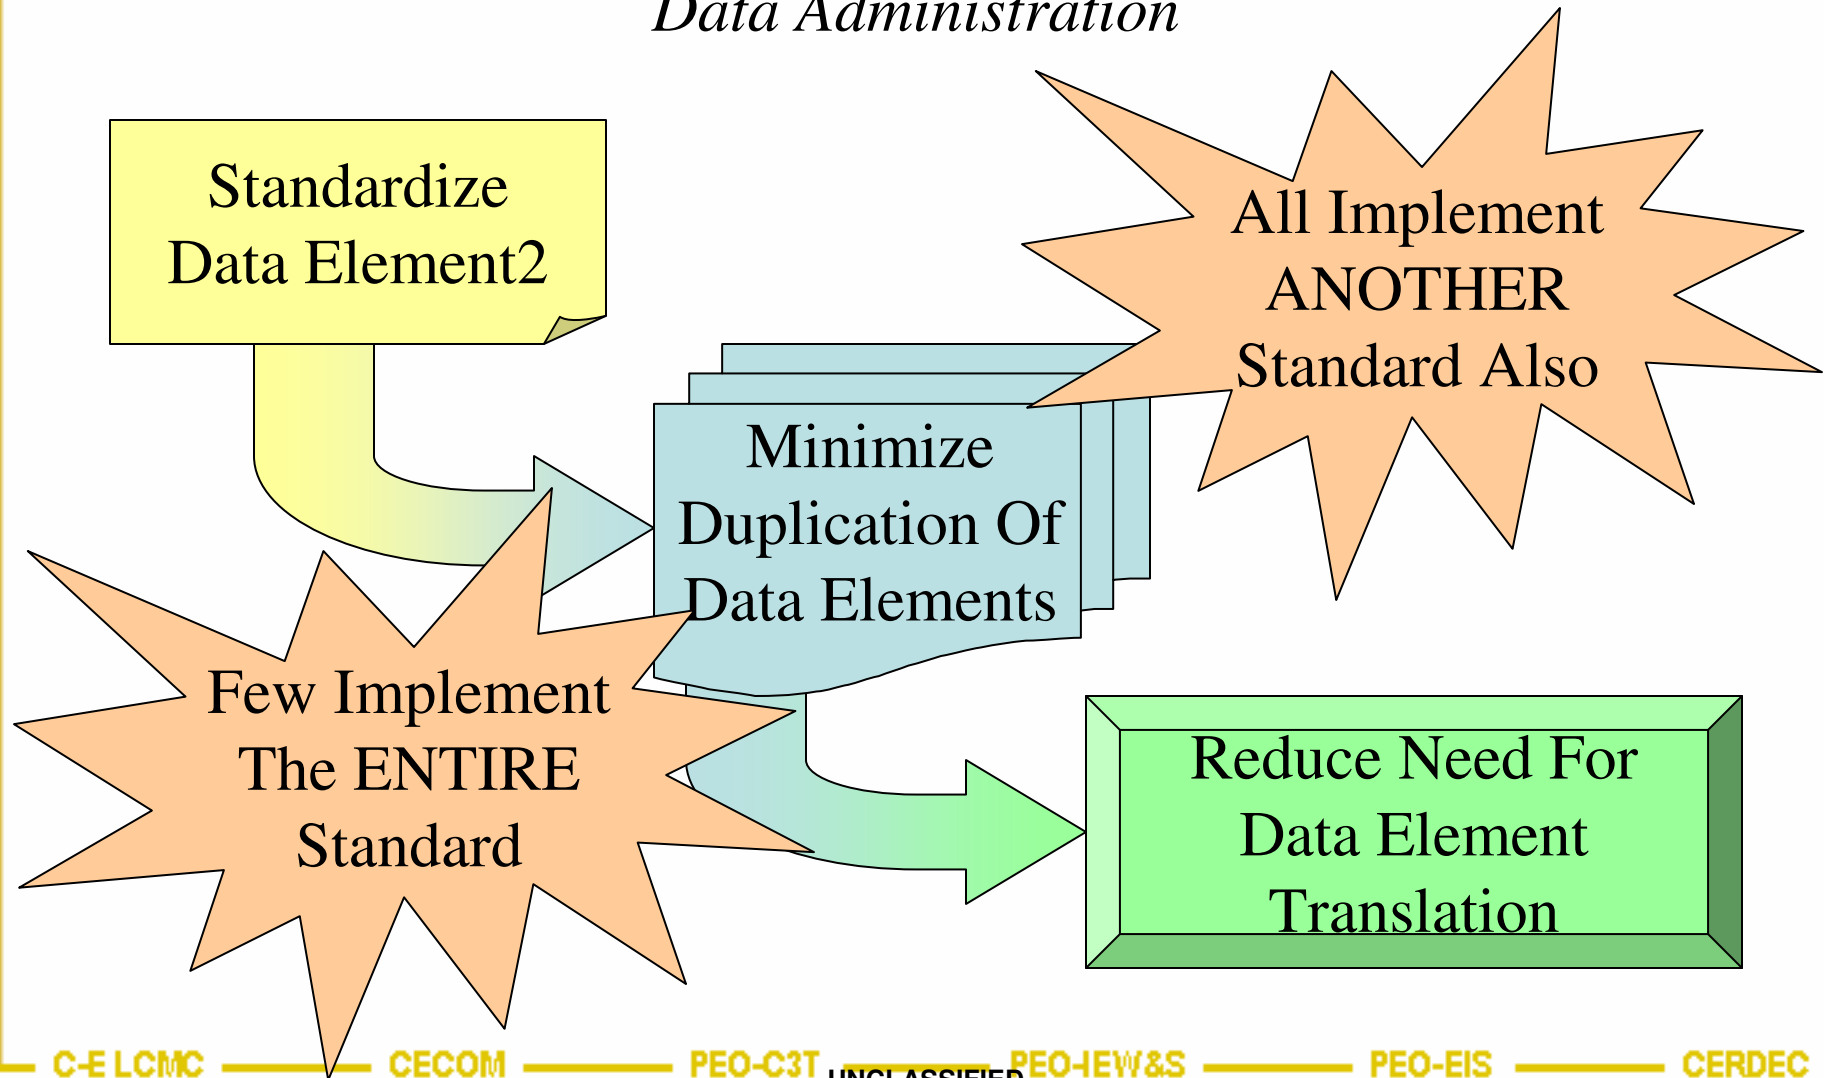 Data Administration
Standardize
Data Element2
All Implement
ANOTHER
Standard Also
Minimize
Duplication Of
Data Elements
Few Implement
The ENTIRE
Standard
Reduce Need For
Data Element
Translation
C-E LCMC CECOM PEO-C3T PEO-IEW&S PEO-EIS CERDEC
UNCLASSIFIED